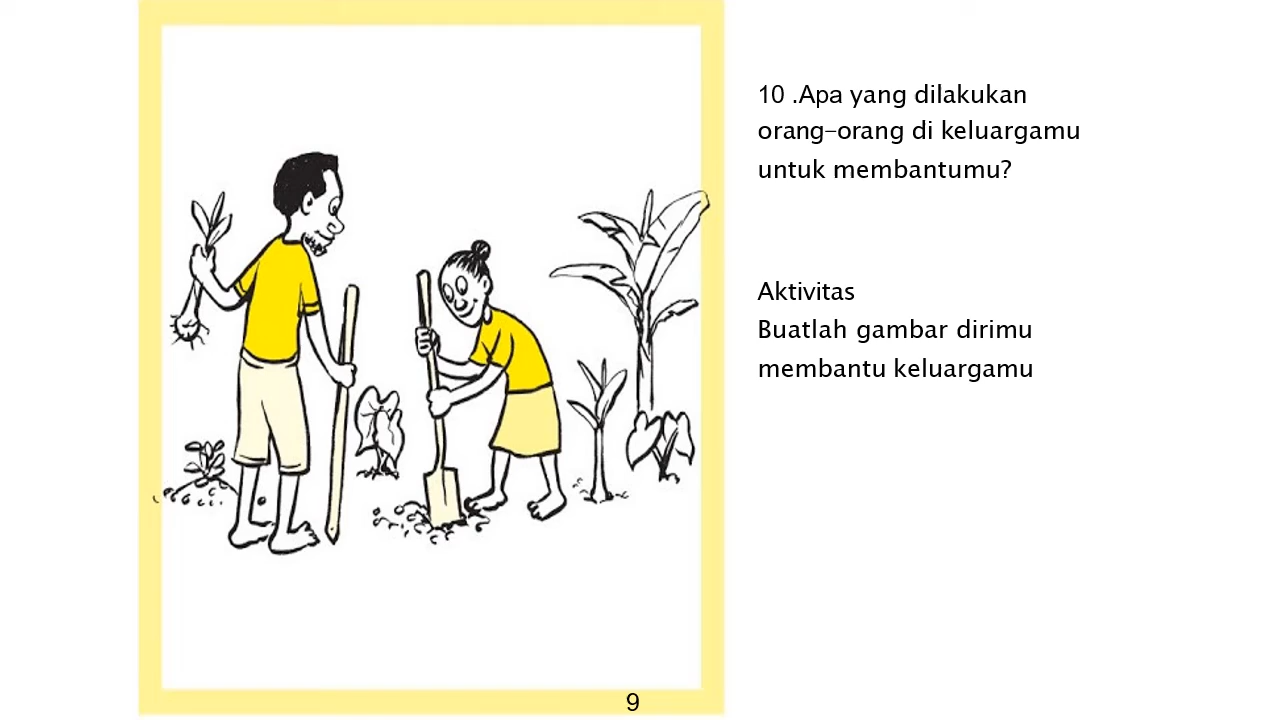 10 .Apa yang dilakukan
orang-orang di keluargamu
untuk membantumu?
Aktivitas
Buatlah gambar dirimu
membantu keluargamu
9